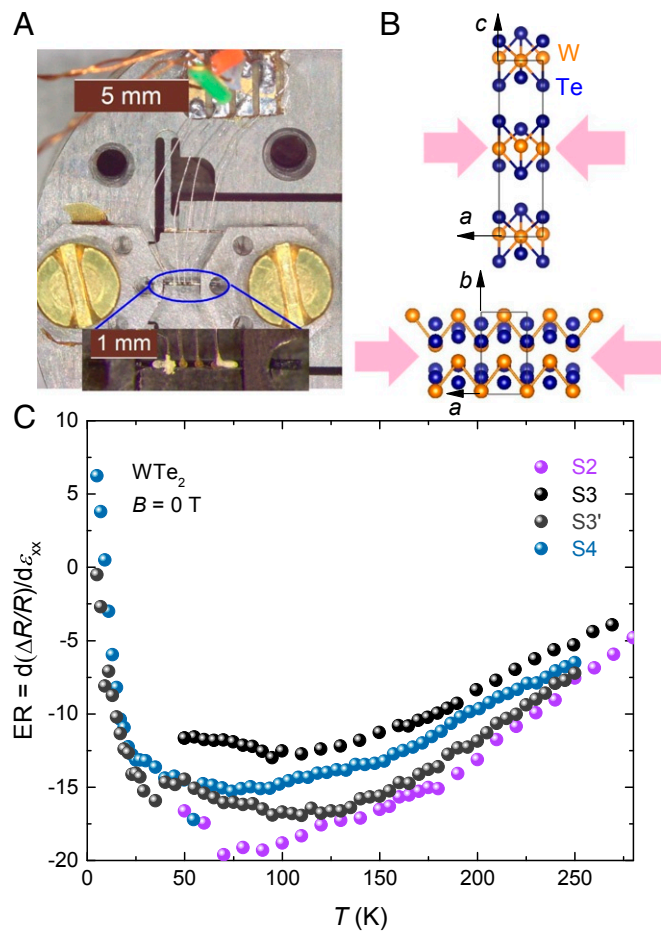 A
5 mm
1 mm
B
c
W
Te
a
b
a
C
ER = d(ΔR/R)/dε_xx
10
5
0
-5
-10
-15
-20
WTe₂
B = 0 T
S2
S3
S3'
S4
0
50
100
150
200
250
T (K)